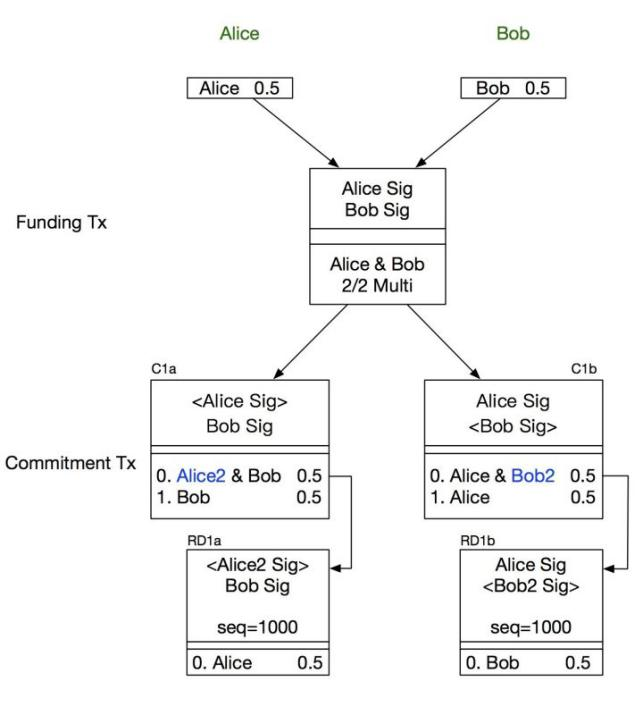 Alice
Bob
Alice 0.5
Bob 0.5
Funding Tx
Alice Sig
Bob Sig
Alice & Bob
2/2 Multi
Commitment Tx
C1a
<Alice Sig>
Bob Sig
0. Alice2 & Bob 0.5
1. Bob 0.5
C1b
Alice Sig
<Bob Sig>
0. Alice & Bob2 0.5
1. Alice 0.5
RD1a
<Alice2 Sig>
Bob Sig
seq=1000
0. Alice 0.5
RD1b
Alice Sig
<Bob2 Sig>
seq=1000
0. Bob 0.5